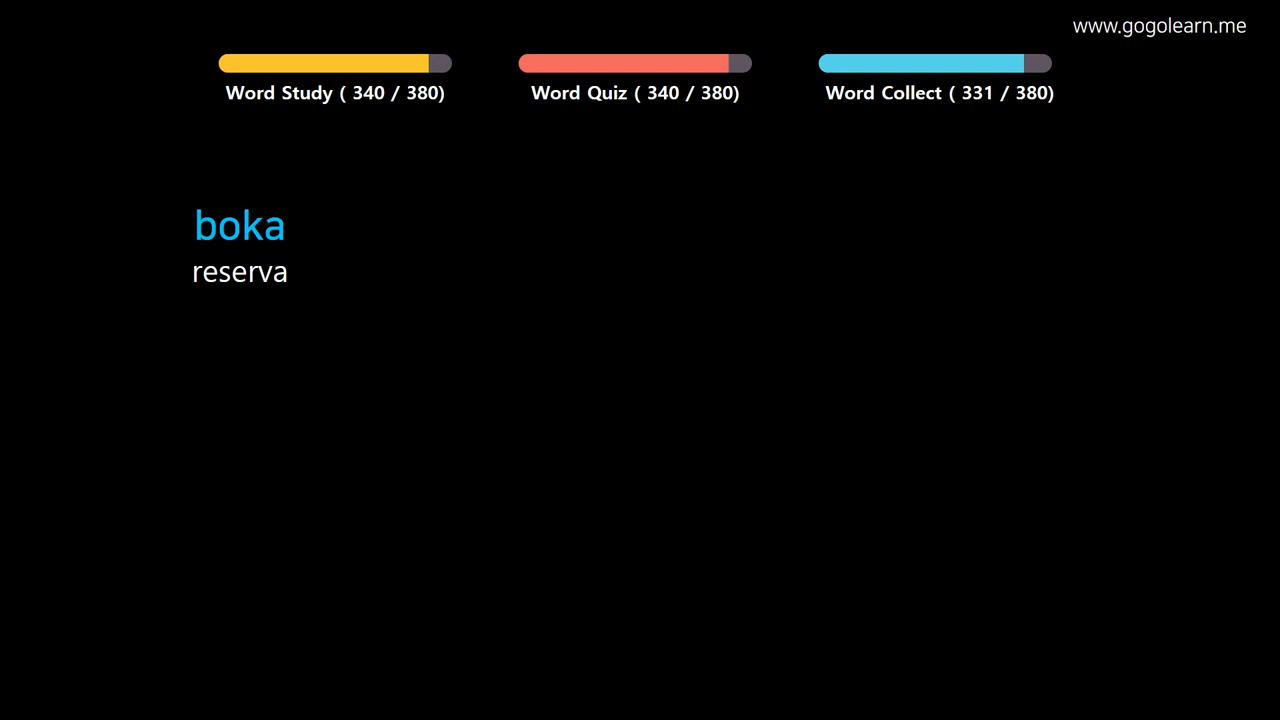 www.gogolearn.me
Word Study ( 340 / 380)
Word Quiz ( 340 / 380)
Word Collect ( 331 / 380)
boka
reserva